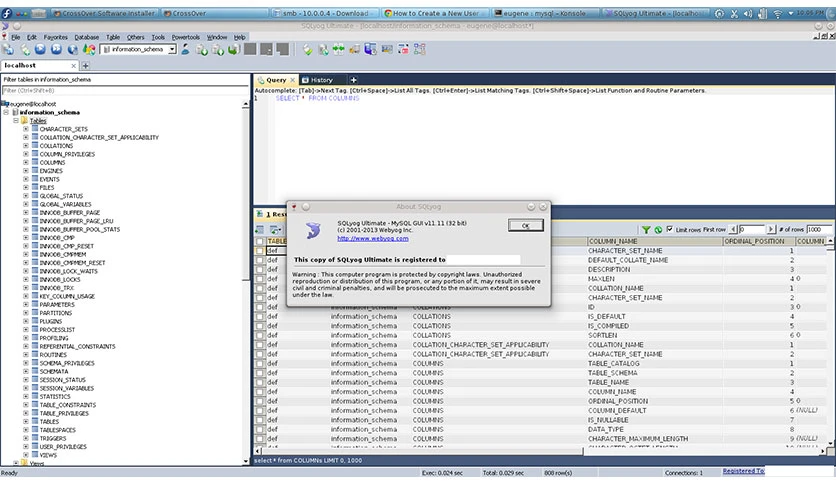 CrossOver Software Installer
CrossOver
smb - 10.0.0.4 - Download
How to Create a New User
eugene : mysql - Konsole
SQLyog Ultimate - [localhos
10:06 PM
SQLyog Ultimate - [localhost/information_schema - eugene@localhost*]
File Edit Favorites Database Table Others Tools Powertools Window Help
information_schema
localhost
Filter tables in information_schema
Filter (Ctrl+Shift+B)
eugene@localhost
information_schema
Tables
CHARACTER_SETS
COLLATION_CHARACTER_SET_APPLICABILITY
COLLATIONS
COLUMN_PRIVILEGES
COLUMNS
ENGINES
EVENTS
FILES
GLOBAL_STATUS
GLOBAL_VARIABLES
INNODB_BUFFER_PAGE
INNODB_BUFFER_PAGE_LRU
INNODB_BUFFER_POOL_STATS
INNODB_CMP
INNODB_CMP_RESET
INNODB_CMPMEM
INNODB_CMPMEM_RESET
INNODB_LOCK_WAITS
INNODB_LOCKS
INNODB_TRX
KEY_COLUMN_USAGE
PARAMETERS
PARTITIONS
PLUGINS
PROCESSLIST
PROFILING
REFERENTIAL_CONSTRAINTS
ROUTINES
SCHEMA_PRIVILEGES
SCHEMATA
SESSION_STATUS
SESSION_VARIABLES
STATISTICS
TABLE_CONSTRAINTS
TABLE_PRIVILEGES
TABLES
TABLESPACES
TRIGGERS
USER_PRIVILEGES
VIEWS
Views
Query History
Autocomplete: [Tab]->Next Tag. [Ctrl+Space]->List All Tags. [Ctrl+Enter]->List Matching Tags. [Ctrl+Shift+Space]->List Function and Routine Parameters.
1 SELECT * FROM COLUMNS
About SQLyog
SQLyog Ultimate - MySQL GUI v11.11 (32 bit)
(c) 2001-2013 Webyog Inc.
http://www.webyog.com
OK
This copy of SQLyog Ultimate is registered to
Warning : This computer program is protected by copyright laws. Unauthorized
reproduction or distribution of this program, or any portion of it, may result in severe
civil and criminal penalties, and will be prosecuted to the maximum extent possible
under the law.
1 Resu
Limit rows First row 0 # of rows 1000
TABLE COLUMN_NAME ORDINAL_POSITION COLUMN
def CHARACTER_SET_NAME 1
def DEFAULT_COLLATE_NAME 2
def DESCRIPTION 3
def MAXLEN 4 0
def COLLATION_NAME 1
def CHARACTER_SET_NAME 2
def information_schema COLLATIONS ID 3 0
def information_schema COLLATIONS IS_DEFAULT 4
def information_schema COLLATIONS IS_COMPILED 5
def information_schema COLLATIONS SORTLEN 6 0
def information_schema COLLATION_CHARACTER_SET_APPLICABILITY COLLATION_NAME 1
def information_schema COLLATION_CHARACTER_SET_APPLICABILITY CHARACTER_SET_NAME 2
def information_schema COLUMNS TABLE_CATALOG 1
def information_schema COLUMNS TABLE_SCHEMA 2
def information_schema COLUMNS TABLE_NAME 3
def information_schema COLUMNS COLUMN_NAME 4
def information_schema COLUMNS ORDINAL_POSITION 5 0
def information_schema COLUMNS COLUMN_DEFAULT 6 (NULL)
def information_schema COLUMNS IS_NULLABLE 7
def information_schema COLUMNS DATA_TYPE 8
def information_schema COLUMNS CHARACTER_MAXIMUM_LENGTH 9 (NULL)
select * from COLUMNs LIMIT 0, 1000
Ready Exec: 0.024 sec Total: 0.029 sec 808 row(s) Connections: 1 Registered To: